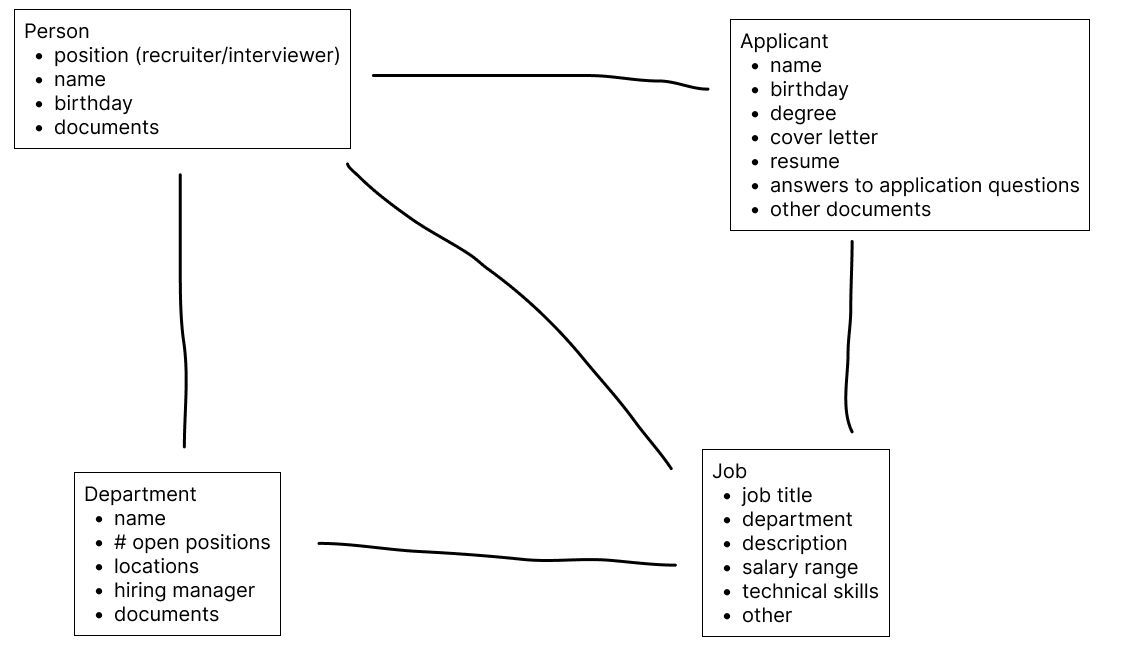 Person
• position (recruiter/interviewer)
• name
• birthday
• documents
Applicant
• name
• birthday
• degree
• cover letter
• resume
• answers to application questions
• other documents
Department
• name
• # open positions
• locations
• hiring manager
• documents
Job
• job title
• department
• description
• salary range
• technical skills
• other